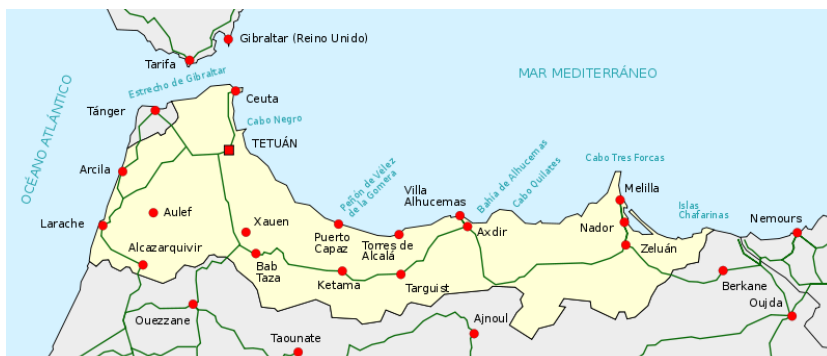 Gibraltar (Reino Unido)
Tarifa
Estrecho de Gibraltar
MAR MEDITERRÁNEO
OCÉANO ATLÁNTICO
Tánger
Ceuta
Cabo Negro
TETUÁN
Arcila
Aulef
Larache
Xauen
Alcazarquivir
Bab
Taza
Peñón de Vélez
de la Gomera
Puerto
Capaz
Torres de
Alcalá
Ketama
Targuist
Villa
Alhucemas
Bahia de Alhucemas
Cabo Quilates
Axdir
Cabo Tres Forcas
Melilla
Islas
Chafarinas
Nador
Zeluán
Nemours
Berkane
Oujda
Ouezzane
Taounate
Ajnoul